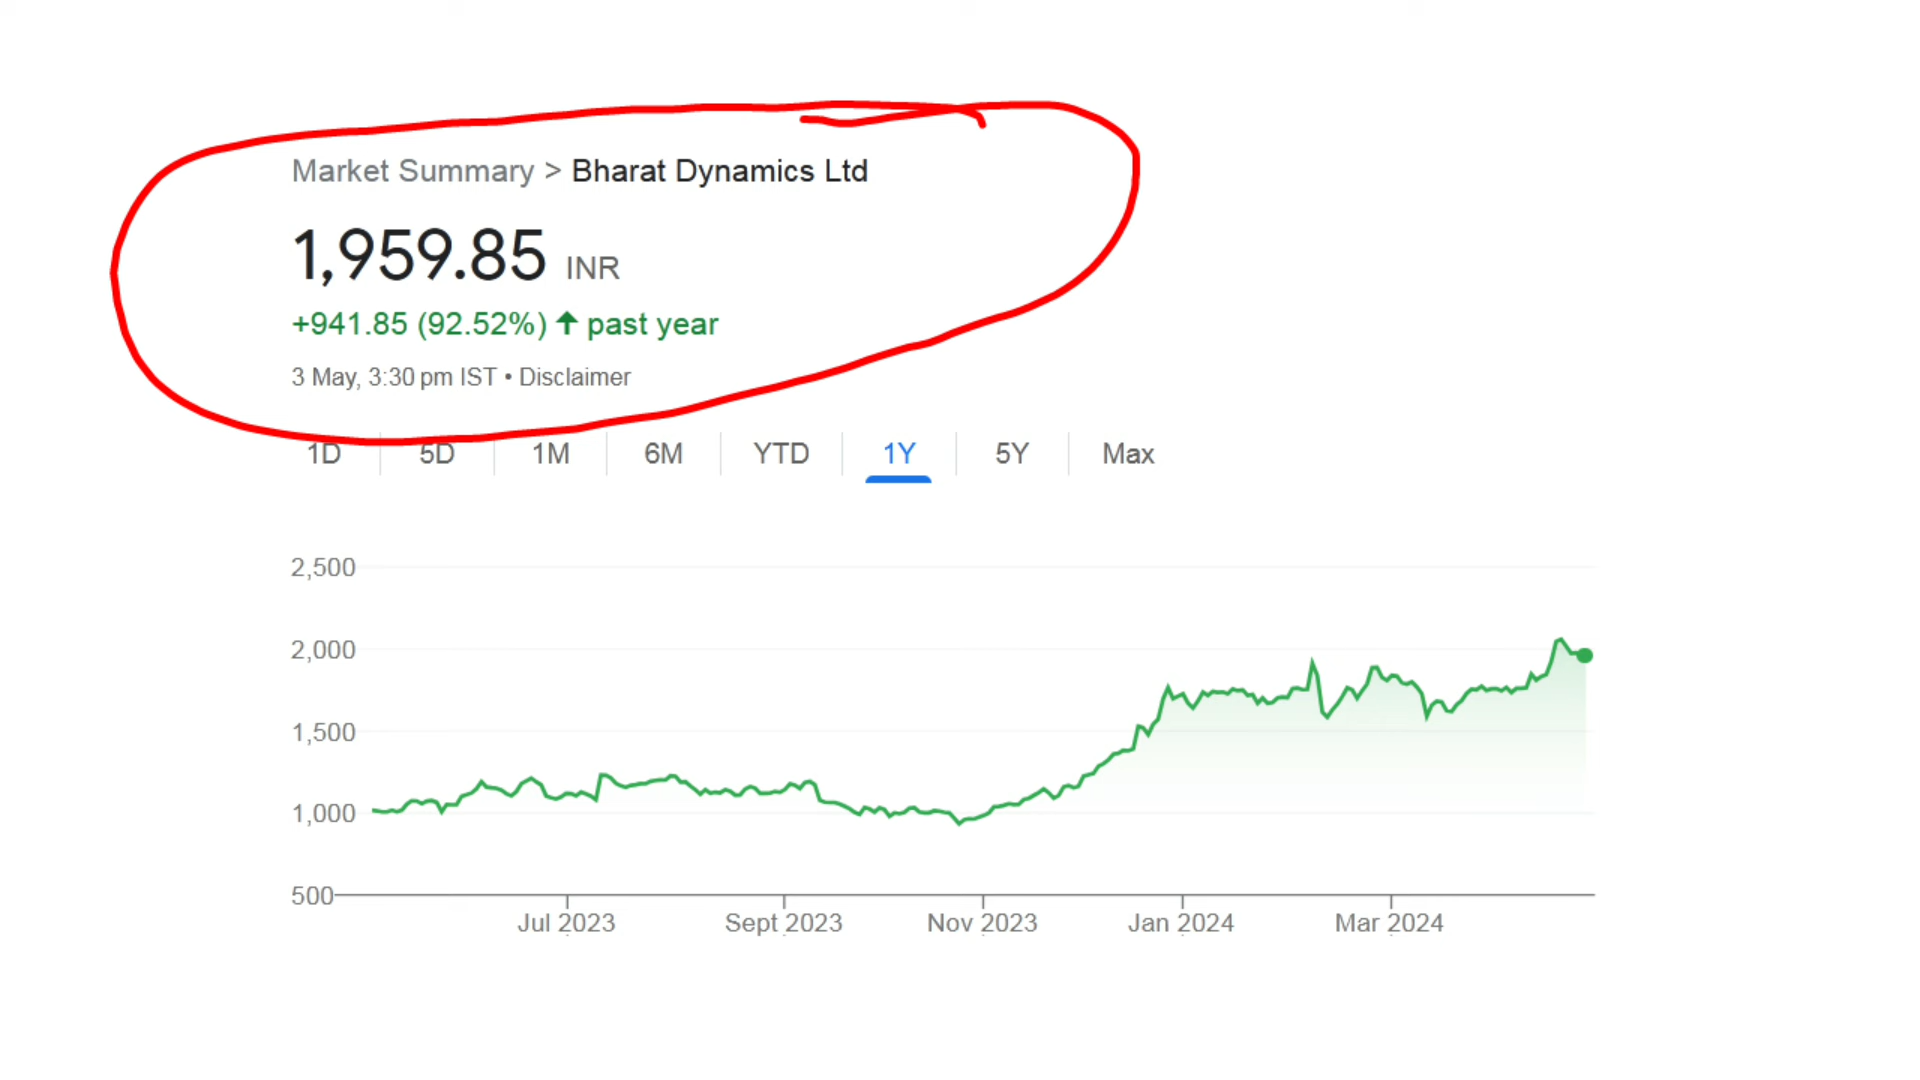 Market Summary > Bharat Dynamics Ltd
1,959.85 INR
+941.85 (92.52%) ↑ past year
3 May, 3:30 pm IST • Disclaimer
1D 5D 1M 6M YTD 1Y 5Y Max
2,500
2,000
1,500
1,000
500
Jul 2023 Sept 2023 Nov 2023 Jan 2024 Mar 2024